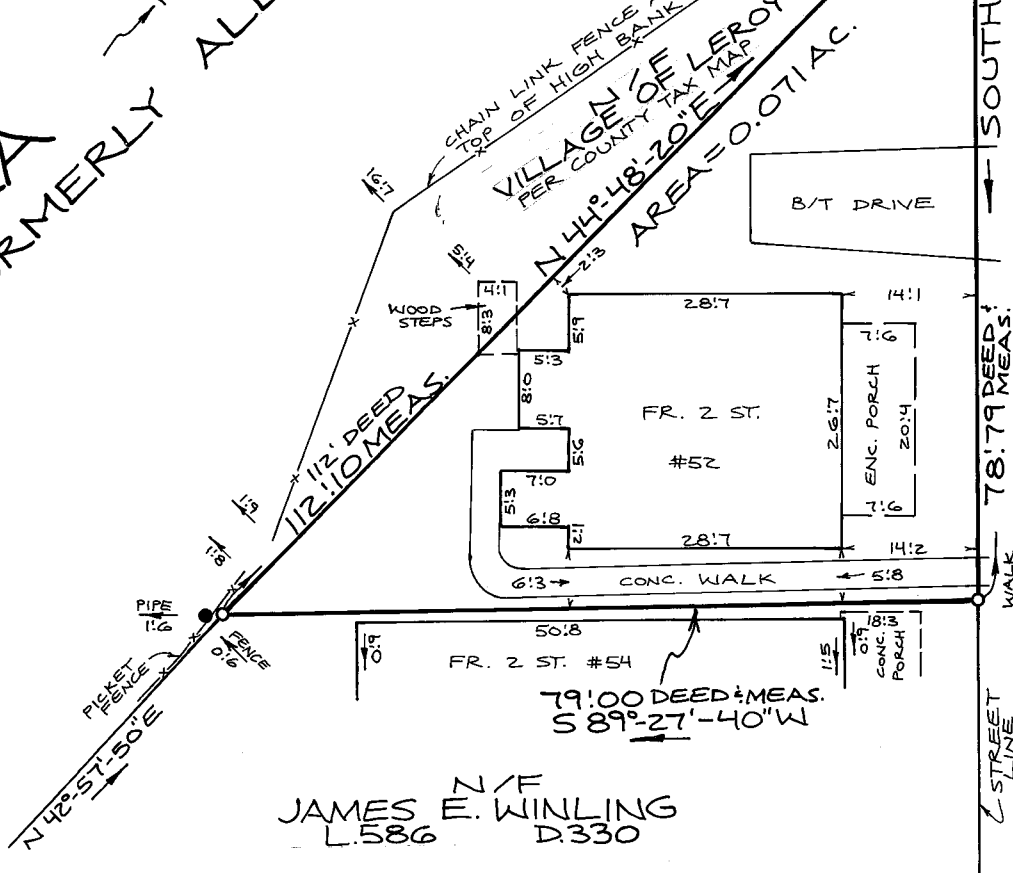 ALL
RMERLY
A
CHAIN LINK FENCE
TOP OF HIGH BANK
N/F
VILLAGE OF LEROY
PER COUNTY TAX MAP
N 44°-48'-20" E
AREA = 0.071 AC.
SOUTH
B/T DRIVE
16!7
5!4
2!3
WOOD
STEPS
4!1
8!3
28!7
14!1
5!9
5!3
8!0
5!7
5!6
7!0
5!3
6!8
2!1
28!7
14!2
FR. 2 ST.
#52
26!7
7!6
ENC. PORCH
20!4
7!6
78!79 DEED &
MEAS.
112' DEED
112!10 MEAS.
1!9
1!8
PIPE
1!6
FENCE
0!6
PICKET
FENCE
6!3
CONC. WALK
5!8
WALK
50!8
0!9
FR. 2 ST. #54
1!5
0!9
18!3
CONC.
PORCH
79!00 DEED & MEAS.
S 89°-27'-40" W
STREET
LINE
N 42°-57'-50" E
N/F
JAMES E. WINLING
L.586 D.330